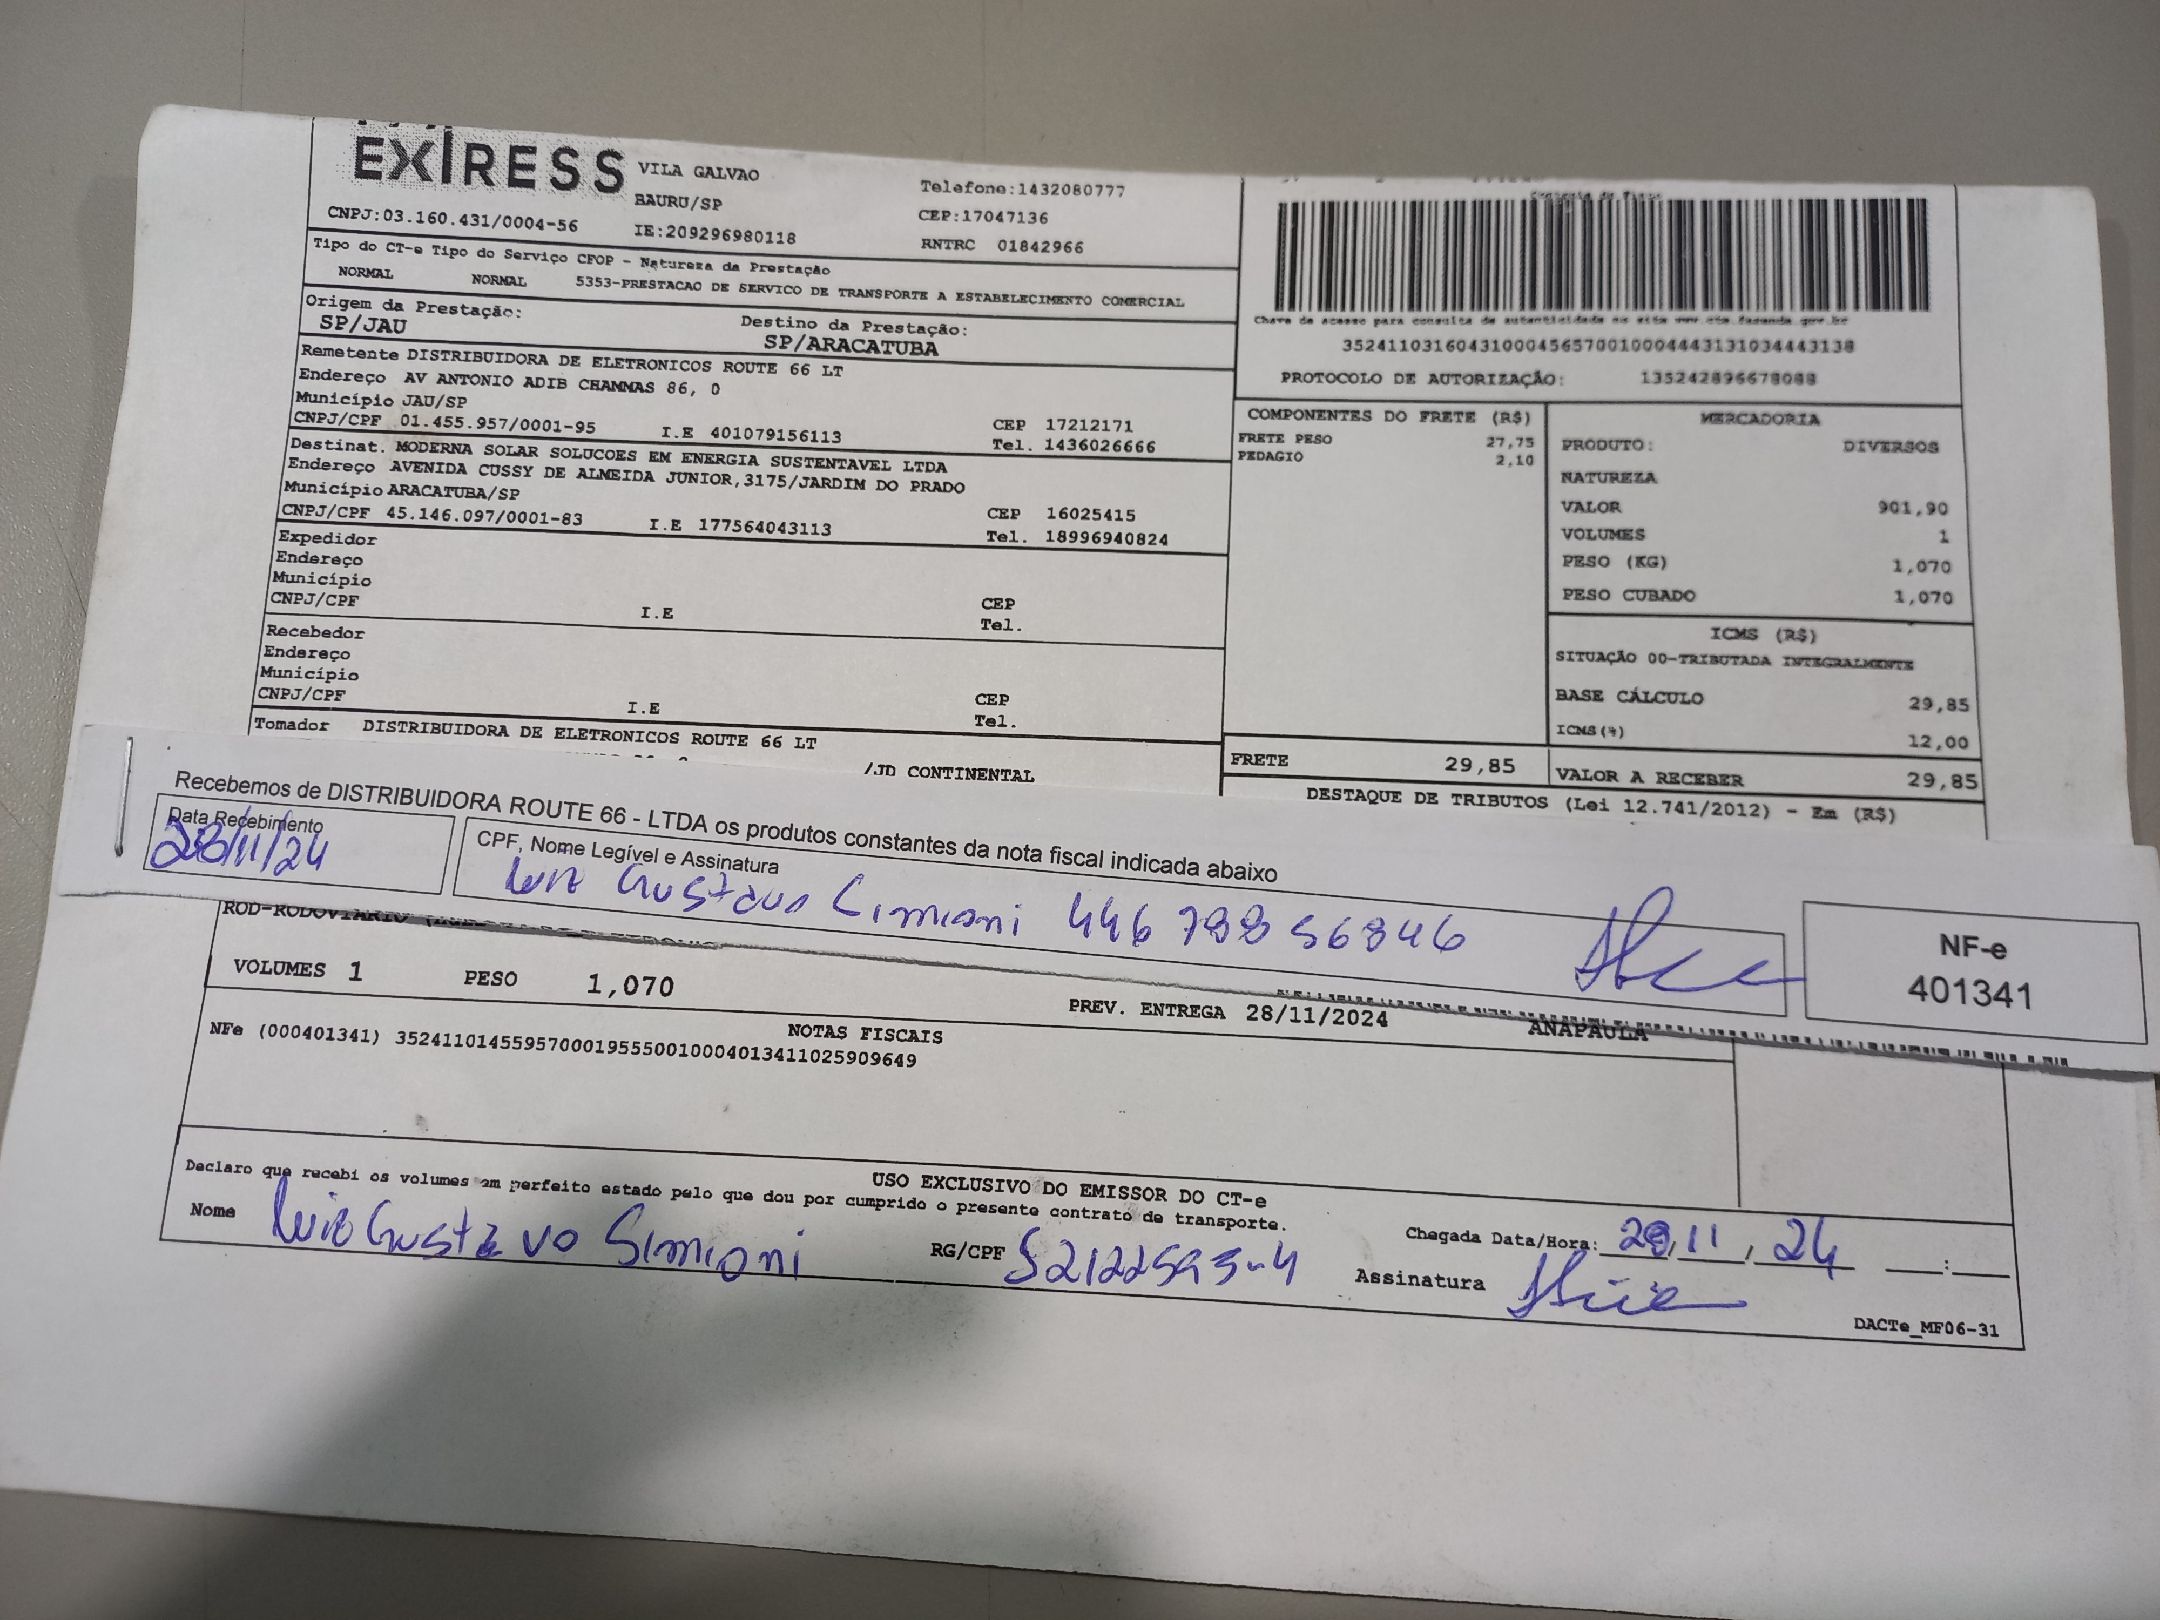 EXPRESS
VILA GALVAO
Telefone:1432080777
BAURU/SP
CEP:17047136
CNPJ:03.160.431/0004-56
IE:209296980118
RNTRC 01842966
Tipo do CT-e Tipo do Serviço CFOP - Natureza da Prestação
NORMAL NORMAL 5353-PRESTACAO DE SERVICO DE TRANSPORTE A ESTABELECIMENTO COMERCIAL
Origem da Prestação: Destino da Prestação:
SP/JAU SP/ARACATUBA
Remetente DISTRIBUIDORA DE ELETRONICOS ROUTE 66 LT
Endereço AV ANTONIO ADIB CHAMMAS 86, 0
Município JAU/SP CEP 17212171
CNPJ/CPF 01.455.957/0001-95 I.E 401079156113 Tel. 1436026666
Destinat. MODERNA SOLAR SOLUCOES EM ENERGIA SUSTENTAVEL LTDA
Endereço AVENIDA CUSSY DE ALMEIDA JUNIOR,3175/JARDIM DO PRADO
Município ARACATUBA/SP CEP 16025415
CNPJ/CPF 45.146.097/0001-83 I.E 177564043113 Tel. 18996940824
Expedidor
Endereço
Município CEP
CNPJ/CPF I.E Tel.
Recebedor
Endereço
Município CEP
CNPJ/CPF I.E Tel.
Tomador DISTRIBUIDORA DE ELETRONICOS ROUTE 66 LT
/JD CONTINENTAL
Chave de acesso para consulta de autenticidade no site www.cte.fazenda.gov.br
35241103160431000456570010004443131034443138
PROTOCOLO DE AUTORIZAÇÃO: 135242896678088
COMPONENTES DO FRETE (R$)
FRETE PESO 27,75
PEDAGIO 2,10
MERCADORIA
PRODUTO: DIVERSOS
NATUREZA
VALOR 901,90
VOLUMES 1
PESO (KG) 1,070
PESO CUBADO 1,070
ICMS (R$)
SITUAÇÃO 00-TRIBUTADA INTEGRALMENTE
BASE CÁLCULO 29,85
ICMS(%) 12,00
FRETE 29,85
VALOR A RECEBER 29,85
DESTAQUE DE TRIBUTOS (Lei 12.741/2012) - Em (R$)
Recebemos de DISTRIBUIDORA ROUTE 66 - LTDA os produtos constantes da nota fiscal indicada abaixo
Data Recebimento
28/11/24
CPF, Nome Legível e Assinatura
Luiz Gustavo Simioni 446 788 56846
NF-e
401341
VOLUMES 1 PESO 1,070 PREV. ENTREGA 28/11/2024 ANAPAULA
NOTAS FISCAIS
NFe (000401341) 35241101455957000195550010004013411025909649
USO EXCLUSIVO DO EMISSOR DO CT-e
Declaro que recebi os volumes em perfeito estado pelo que dou por cumprido o presente contrato de transporte.
Nome Luiz Gustavo Simioni RG/CPF 52122593-4
Chegada Data/Hora: 28, 11, 24 :
Assinatura
DACTe_MF06-31